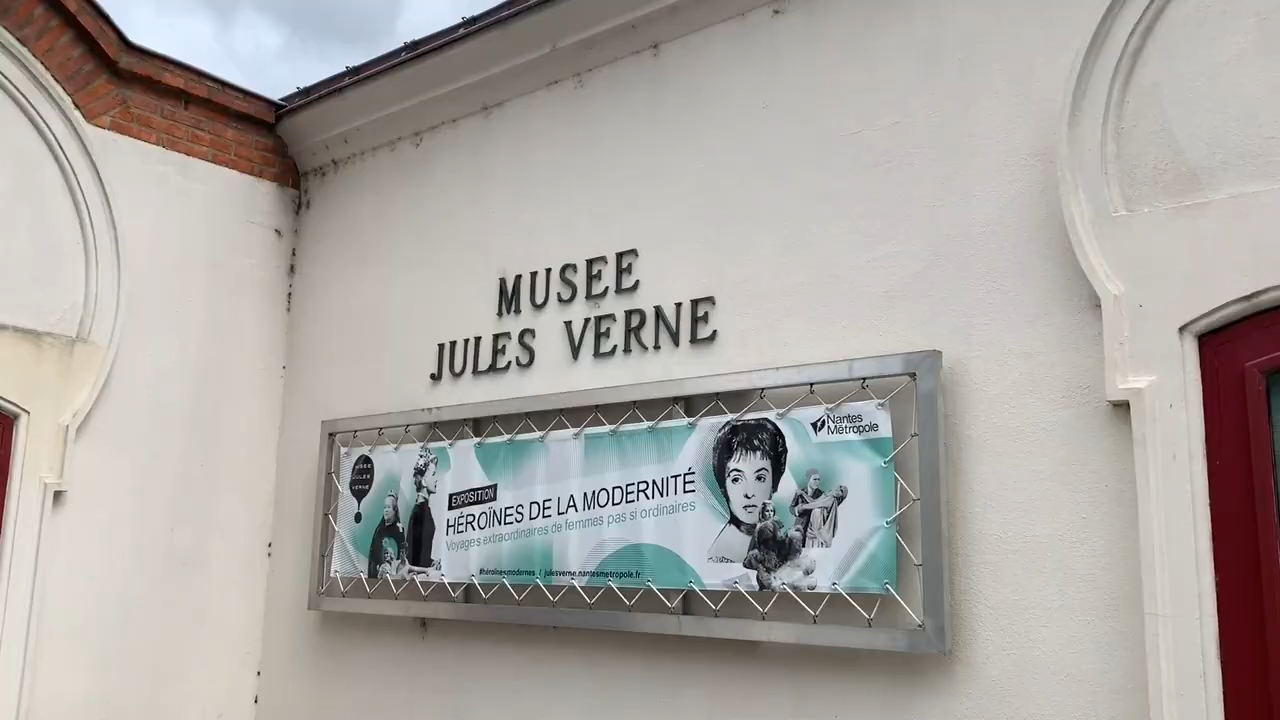 MUSEE
JULES VERNE
Nantes
Métropole
MUSÉE
JULES
VERNE
EXPOSITION
HÉROÏNES DE LA MODERNITÉ
Voyages extraordinaires de femmes pas si ordinaires
#héroïnesmodernes / julesverne.nantesmetropole.fr